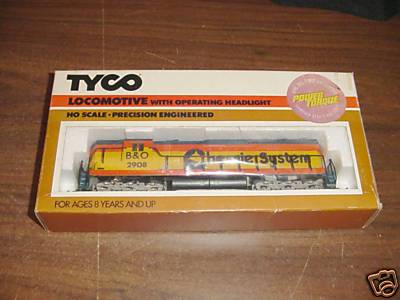 TYCO
LOCOMOTIVE WITH OPERATING HEADLIGHT
HO SCALE · PRECISION ENGINEERED
POWER
TORQUE
B&O
2908
Chessie System
FOR AGES 8 YEARS AND UP